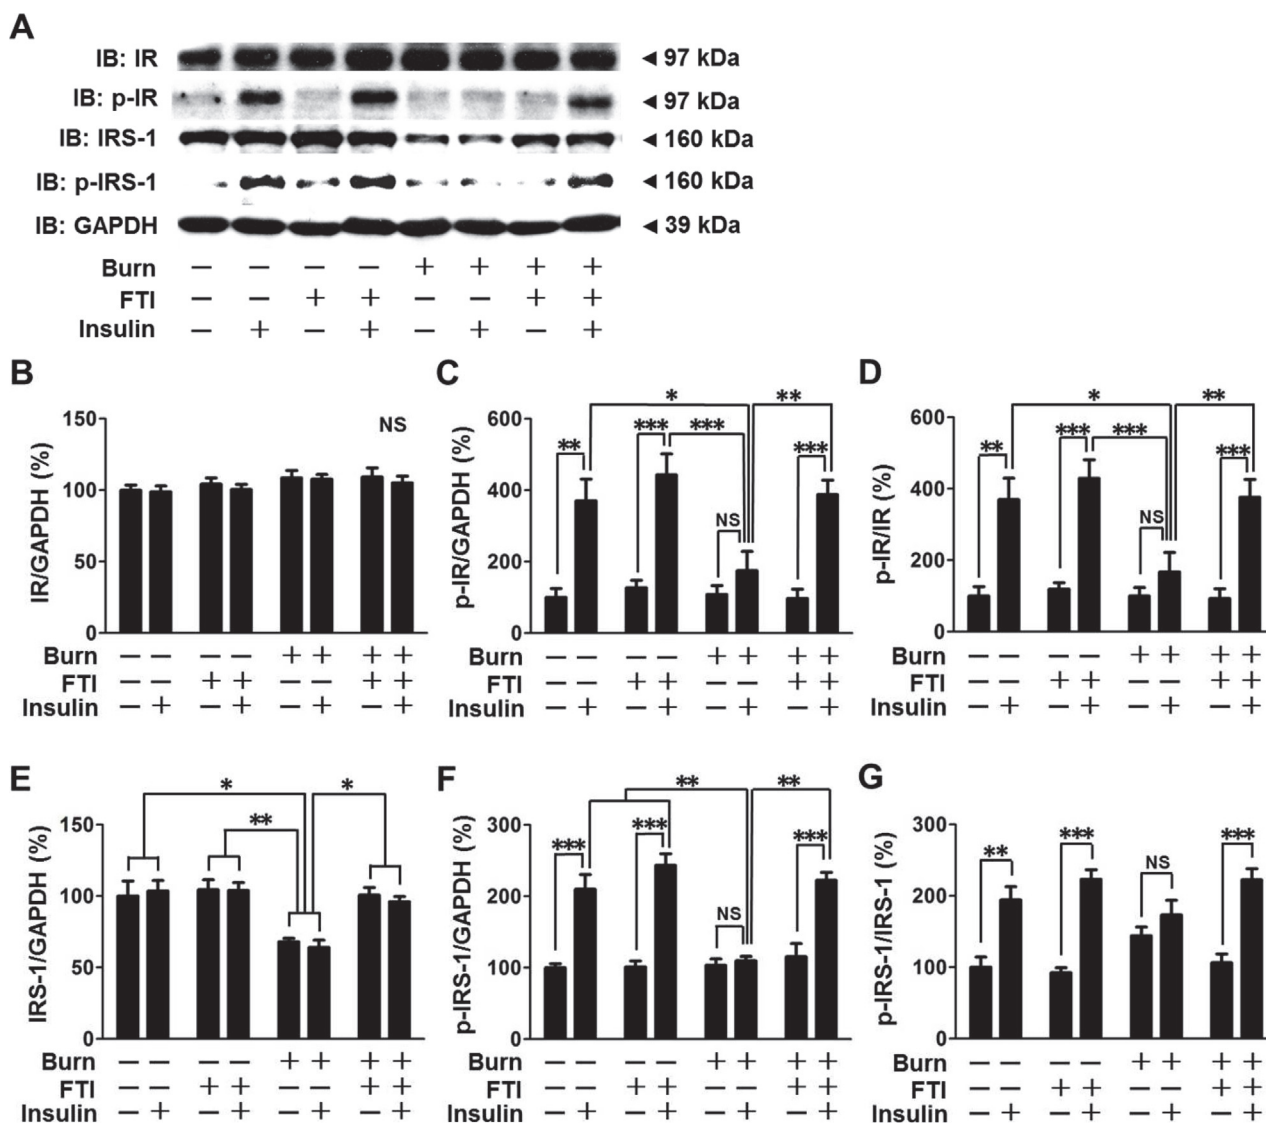 A
IB: IR ◄ 97 kDa
IB: p-IR ◄ 97 kDa
IB: IRS-1 ◄ 160 kDa
IB: p-IRS-1 ◄ 160 kDa
IB: GAPDH ◄ 39 kDa
Burn − − − − + + + +
FTI − − + + − − + +
Insulin − + − + − + − +
B
IR/GAPDH (%)
150
100
50
0
NS
Burn − − − − + + + +
FTI − − + + − − + +
Insulin − + − + − + − +
C
p-IR/GAPDH (%)
600
400
200
0
* **
** *** *** NS ***
Burn − − − − + + + +
FTI − − + + − − + +
Insulin − + − + − + − +
D
p-IR/IR (%)
600
400
200
0
* **
** *** *** NS ***
Burn − − − − + + + +
FTI − − + + − − + +
Insulin − + − + − + − +
E
IRS-1/GAPDH (%)
150
100
50
0
* *
**
Burn − − − − + + + +
FTI − − + + − − + +
Insulin − + − + − + − +
F
p-IRS-1/GAPDH (%)
300
200
100
0
** **
*** *** NS ***
Burn − − − − + + + +
FTI − − + + − − + +
Insulin − + − + − + − +
G
p-IRS-1/IRS-1 (%)
300
200
100
0
** *** NS ***
Burn − − − − + + + +
FTI − − + + − − + +
Insulin − + − + − + − +